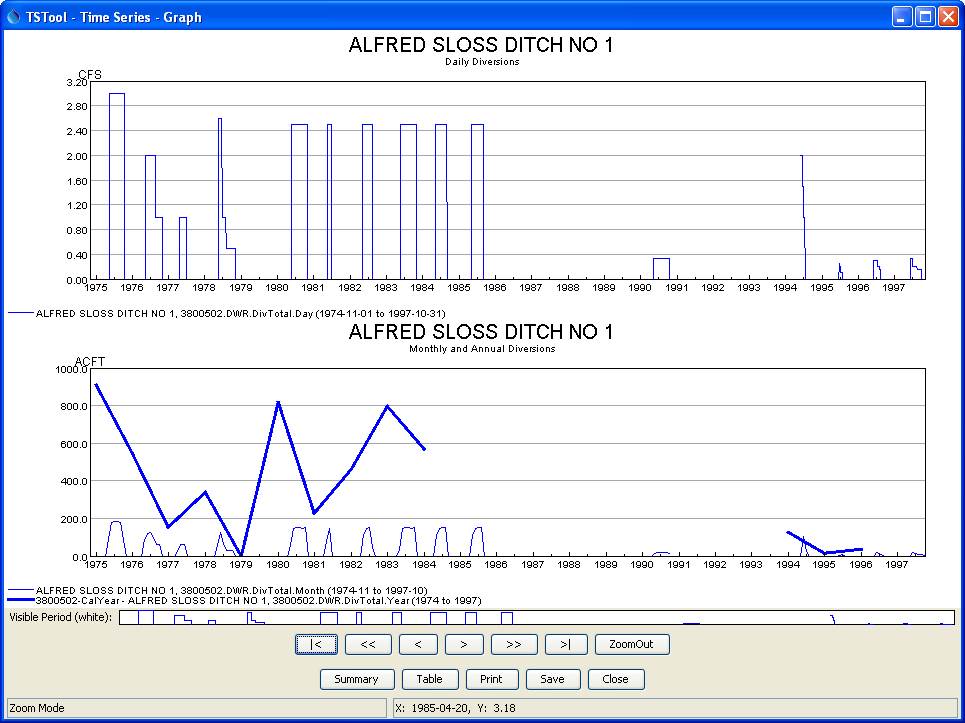 TSTool - Time Series - Graph
ALFRED SLOSS DITCH NO 1
Daily Diversions
CFS
3.20
2.80
2.40
2.00
1.60
1.20
0.80
0.40
0.00
1975 1976 1977 1978 1979 1980 1981 1982 1983 1984 1985 1986 1987 1988 1989 1990 1991 1992 1993 1994 1995 1996 1997
ALFRED SLOSS DITCH NO 1, 3800502.DWR.DivTotal.Day (1974-11-01 to 1997-10-31)
ALFRED SLOSS DITCH NO 1
Monthly and Annual Diversions
ACFT
1000.0
800.0
600.0
400.0
200.0
0.0
1975 1976 1977 1978 1979 1980 1981 1982 1983 1984 1985 1986 1987 1988 1989 1990 1991 1992 1993 1994 1995 1996 1997
ALFRED SLOSS DITCH NO 1, 3800502.DWR.DivTotal.Month (1974-11 to 1997-10)
3800502-CalYear - ALFRED SLOSS DITCH NO 1, 3800502.DWR.DivTotal.Year (1974 to 1997)
Visible Period (white):
|< << < > >> >| ZoomOut
Summary Table Print Save Close
Zoom Mode X: 1985-04-20, Y: 3.18